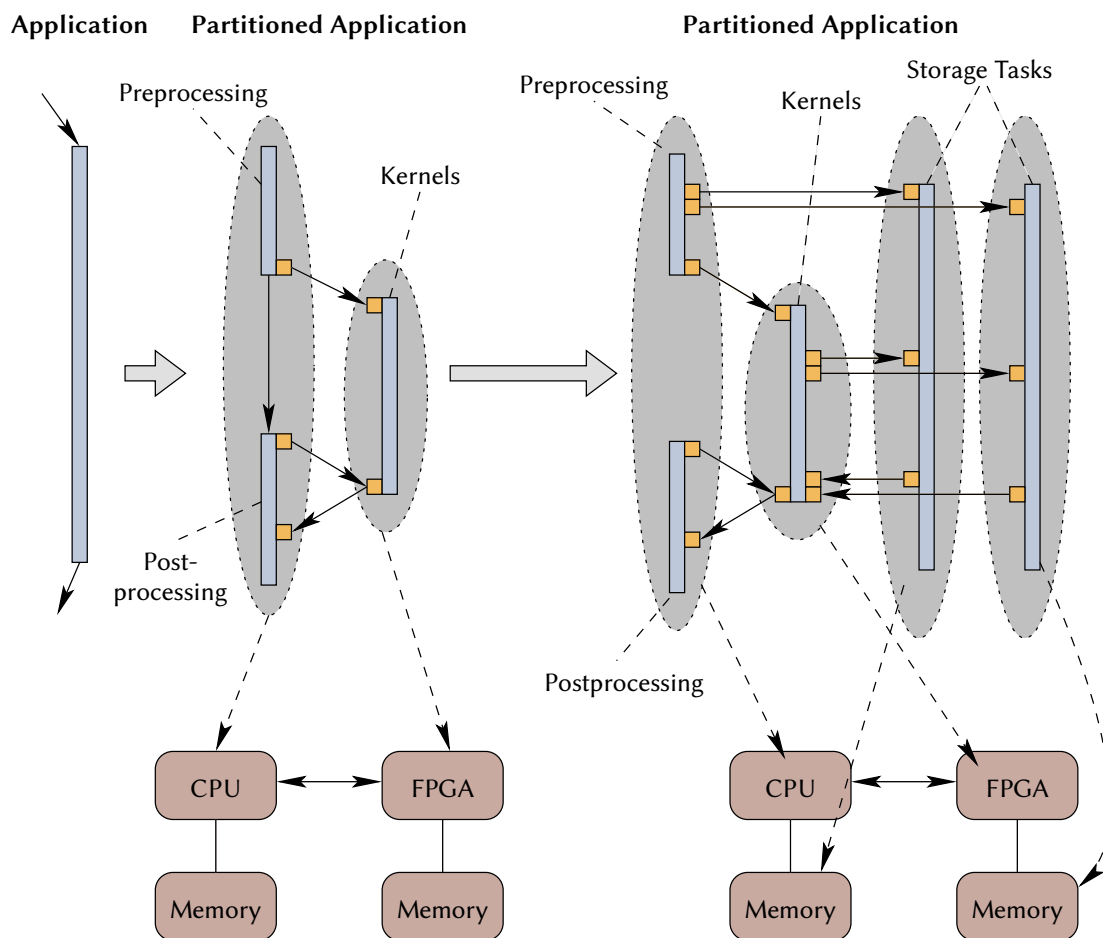 Application
Partitioned Application
Partitioned Application
Storage Tasks
Preprocessing
Preprocessing
Kernels
Kernels
Post-
processing
Postprocessing
CPU
FPGA
CPU
FPGA
Memory
Memory
Memory
Memory